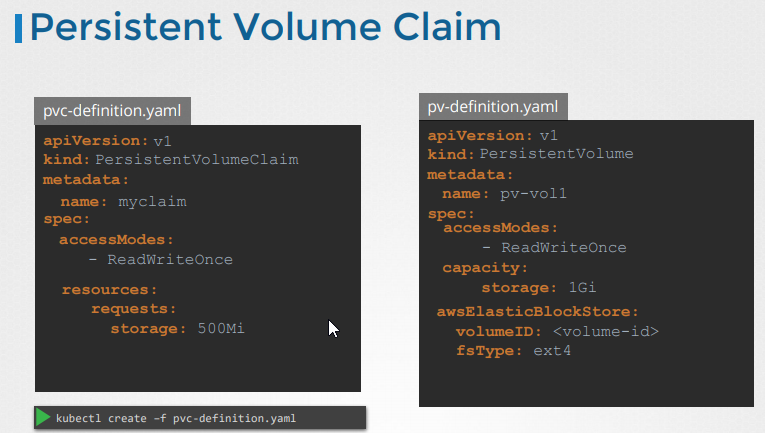 Persistent Volume Claim
pvc-definition.yaml
apiVersion: v1
kind: PersistentVolumeClaim
metadata:
name: myclaim
spec:
accessModes:
- ReadWriteOnce
resources:
requests:
storage: 500Mi
kubectl create –f pvc-definition.yaml
pv-definition.yaml
apiVersion: v1
kind: PersistentVolume
metadata:
name: pv-vol1
spec:
accessModes:
- ReadWriteOnce
capacity:
storage: 1Gi
awsElasticBlockStore:
volumeID: <volume-id>
fsType: ext4